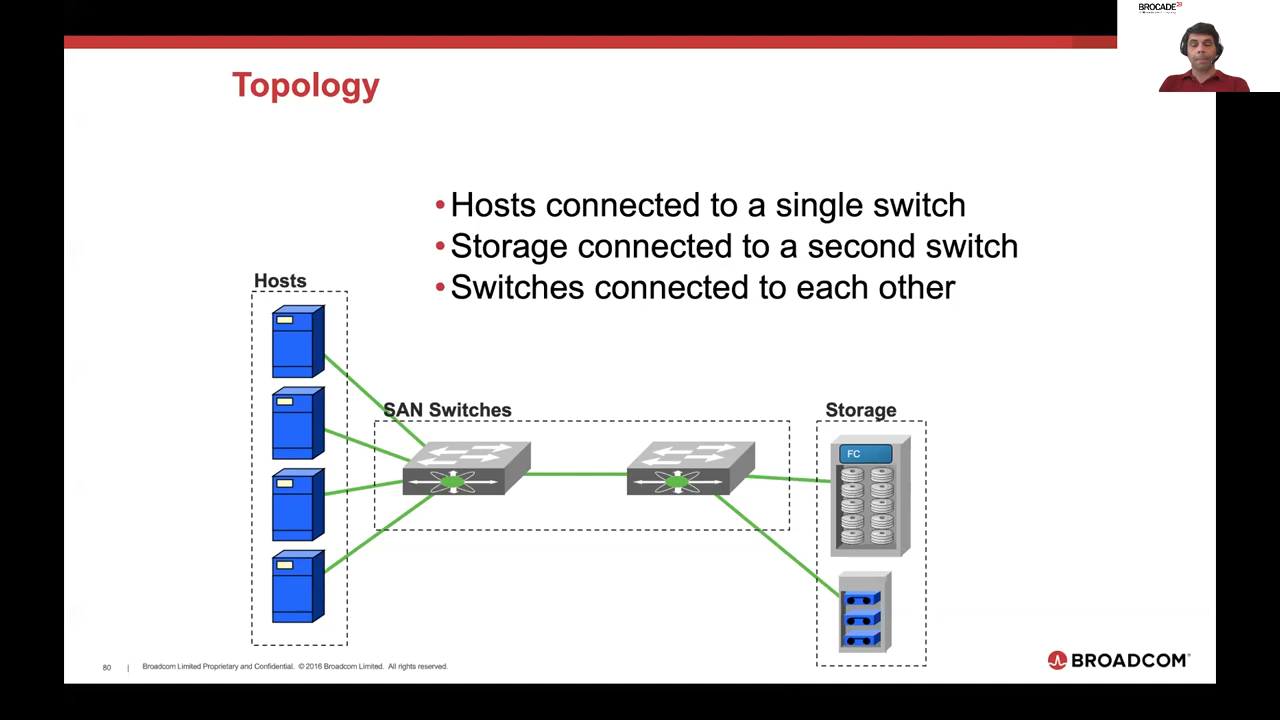 BROCADE
Topology
•Hosts connected to a single switch
•Storage connected to a second switch
•Switches connected to each other
Hosts
SAN Switches
Storage
FC
80 | Broadcom Limited Proprietary and Confidential. © 2016 Broadcom Limited. All rights reserved.
BROADCOM